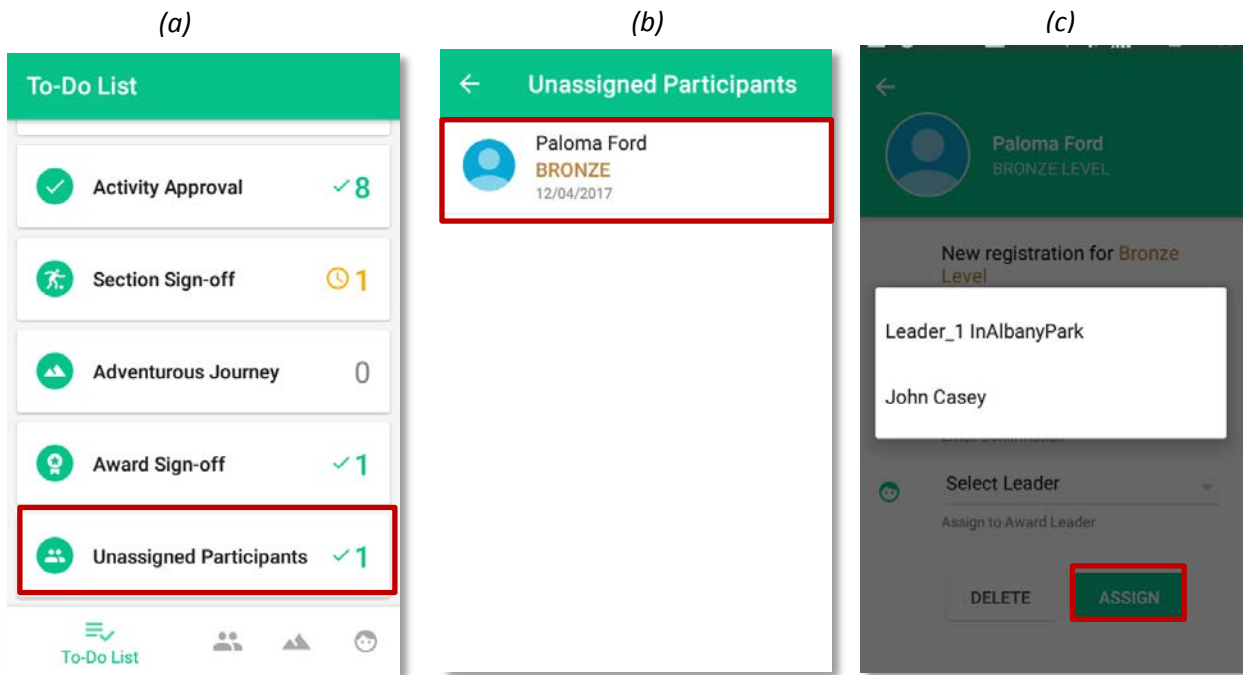 (a)
To-Do List
Activity Approval 8
Section Sign-off 1
Adventurous Journey 0
Award Sign-off 1
Unassigned Participants 1
To-Do List
(b)
Unassigned Participants
Paloma Ford
BRONZE
12/04/2017
(c)
Paloma Ford
BRONZE LEVEL
New registration for Bronze
Level
Leader_1 InAlbanyPark
John Casey
Select Leader
Assign to Award Leader
DELETE ASSIGN